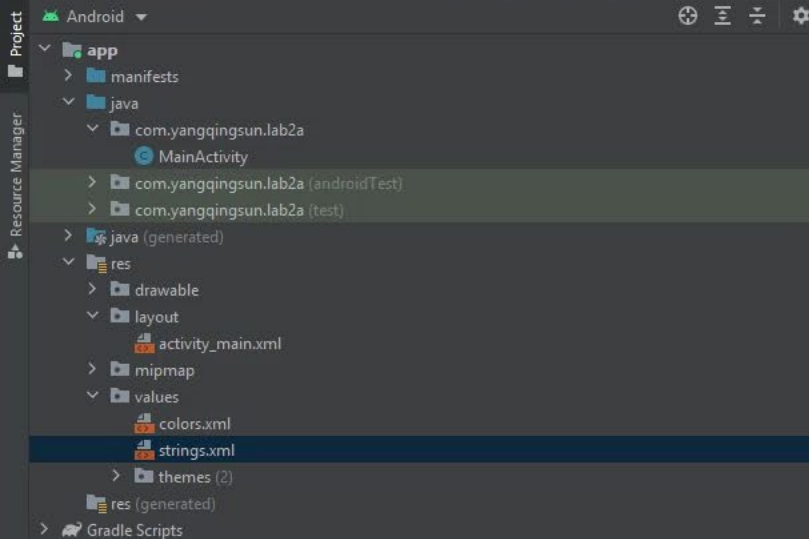 Project
Resource Manager
Android
app
manifests
java
com.yangqingsun.lab2a
MainActivity
com.yangqingsun.lab2a (androidTest)
com.yangqingsun.lab2a (test)
java (generated)
res
drawable
layout
activity_main.xml
mipmap
values
colors.xml
strings.xml
themes (2)
res (generated)
Gradle Scripts